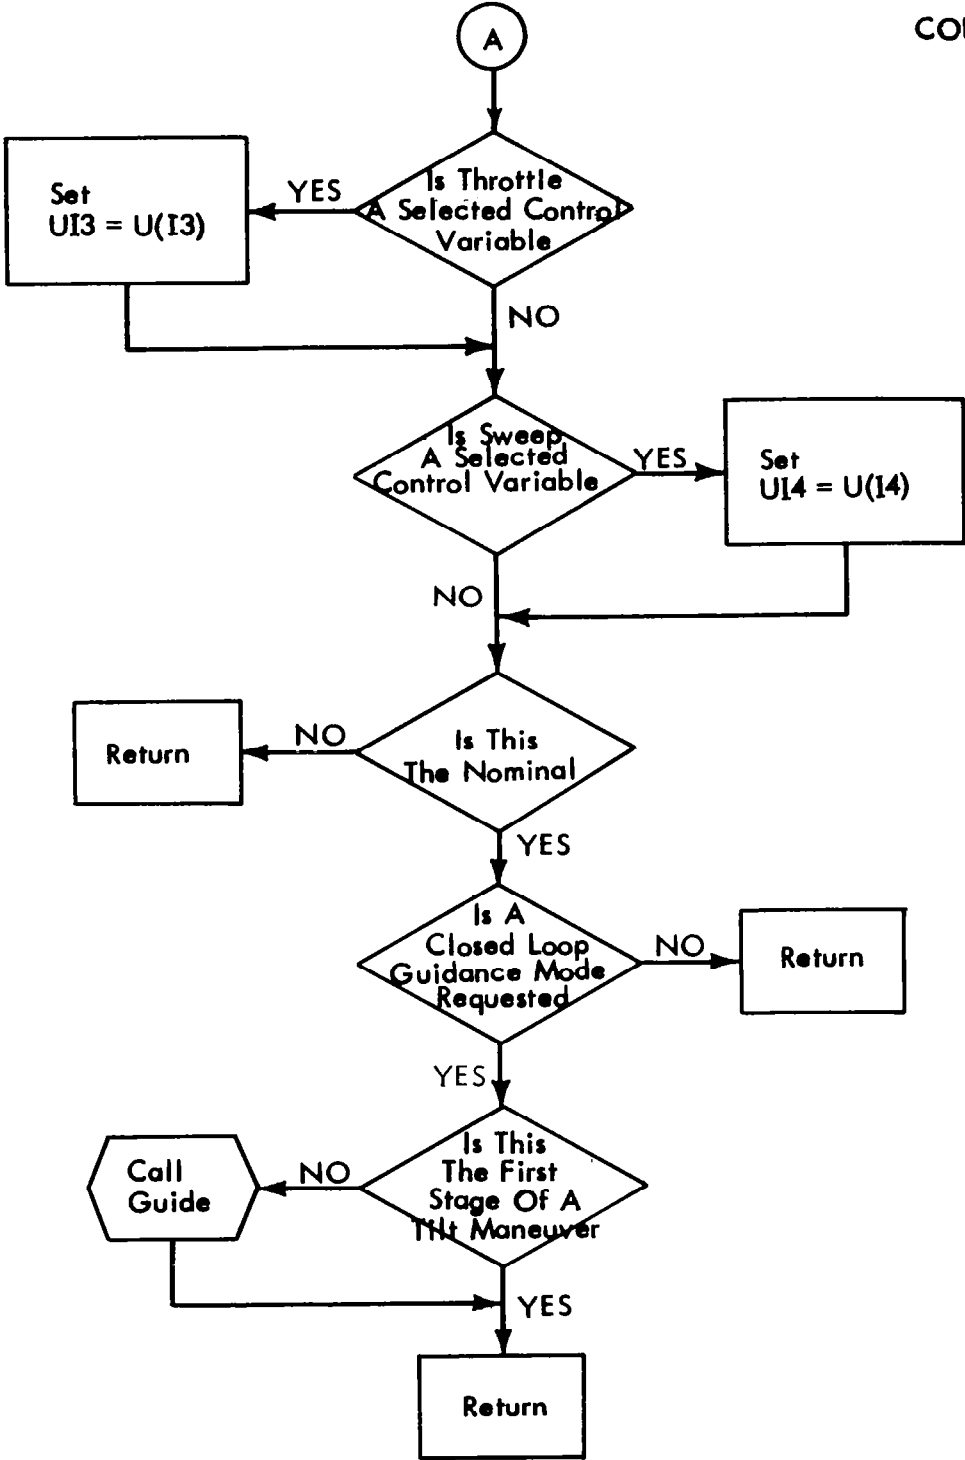 A
COI
Is Throttle
A Selected Control
Variable
YES
Set
UI3 = U(I3)
NO
Is Sweep
A Selected
Control Variable
YES
Set
UI4 = U(I4)
NO
Is This
The Nominal
NO
Return
YES
Is A
Closed Loop
Guidance Mode
Requested
NO
Return
YES
Is This
The First
Stage Of A
Tilt Maneuver
NO
Call
Guide
YES
Return